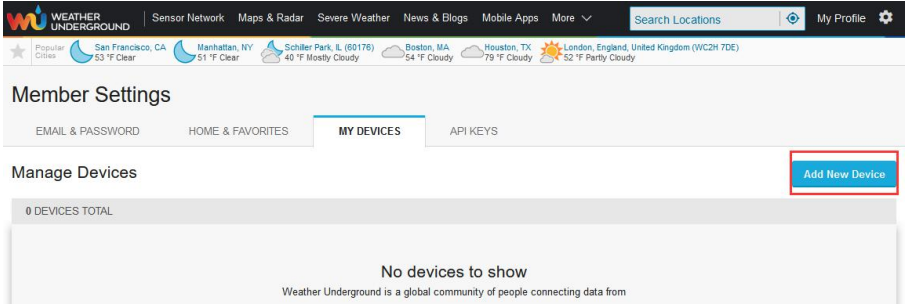 WEATHER UNDERGROUND Sensor Network Maps & Radar Severe Weather News & Blogs Mobile Apps More Search Locations My Profile
Popular Cities San Francisco, CA 53 °F Clear Manhattan, NY 51 °F Clear Schiller Park, IL (60176) 40 °F Mostly Cloudy Boston, MA 54 °F Cloudy Houston, TX 79 °F Cloudy London, England, United Kingdom (WC2H 7DE) 52 °F Partly Cloudy
Member Settings
EMAIL & PASSWORD HOME & FAVORITES MY DEVICES API KEYS
Manage Devices Add New Device
0 DEVICES TOTAL
No devices to show
Weather Underground is a global community of people connecting data from